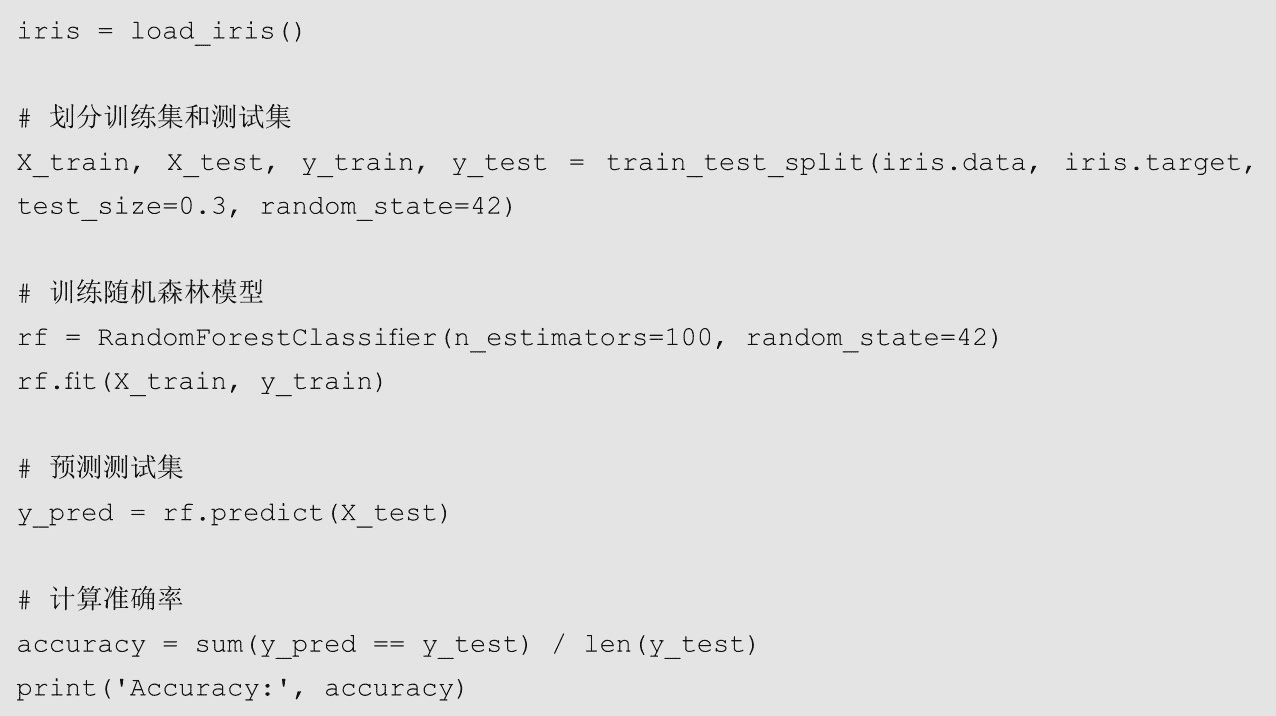 iris = load_iris()
# 划分训练集和测试集
X_train, X_test, y_train, y_test = train_test_split(iris.data, iris.target,
test_size=0.3, random_state=42)
# 训练随机森林模型
rf = RandomForestClassifier(n_estimators=100, random_state=42)
rf.fit(X_train, y_train)
# 预测测试集
y_pred = rf.predict(X_test)
# 计算准确率
accuracy = sum(y_pred == y_test) / len(y_test)
print('Accuracy:', accuracy)